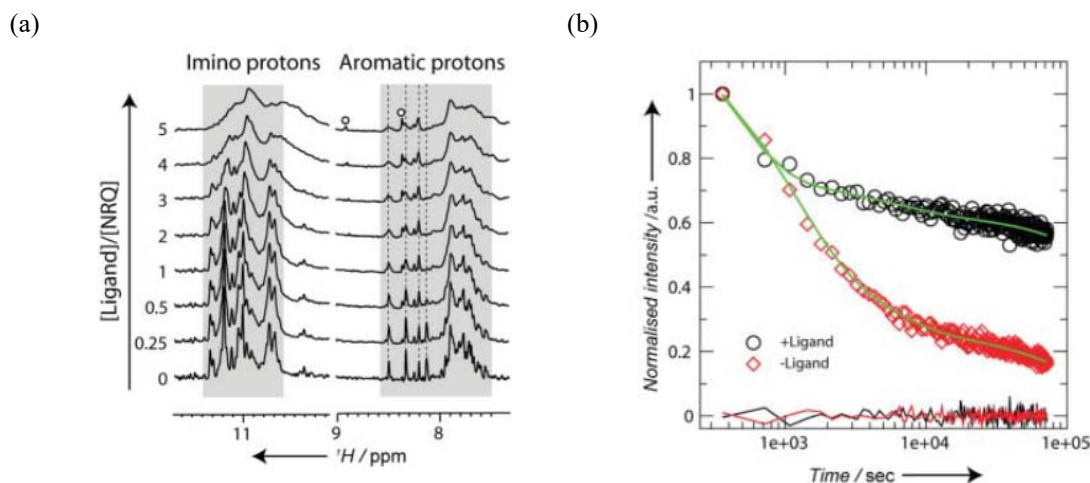 (a)
Imino protons Aromatic protons
[Ligand]/[NRQ]
5
4
3
2
1
0.5
0.25
0
11 9 8
¹H / ppm
(b)
Normalised intensity /a.u.
1
0.8
0.6
0.4
0.2
0
+Ligand
-Ligand
1e+03 1e+04 1e+05
Time / sec